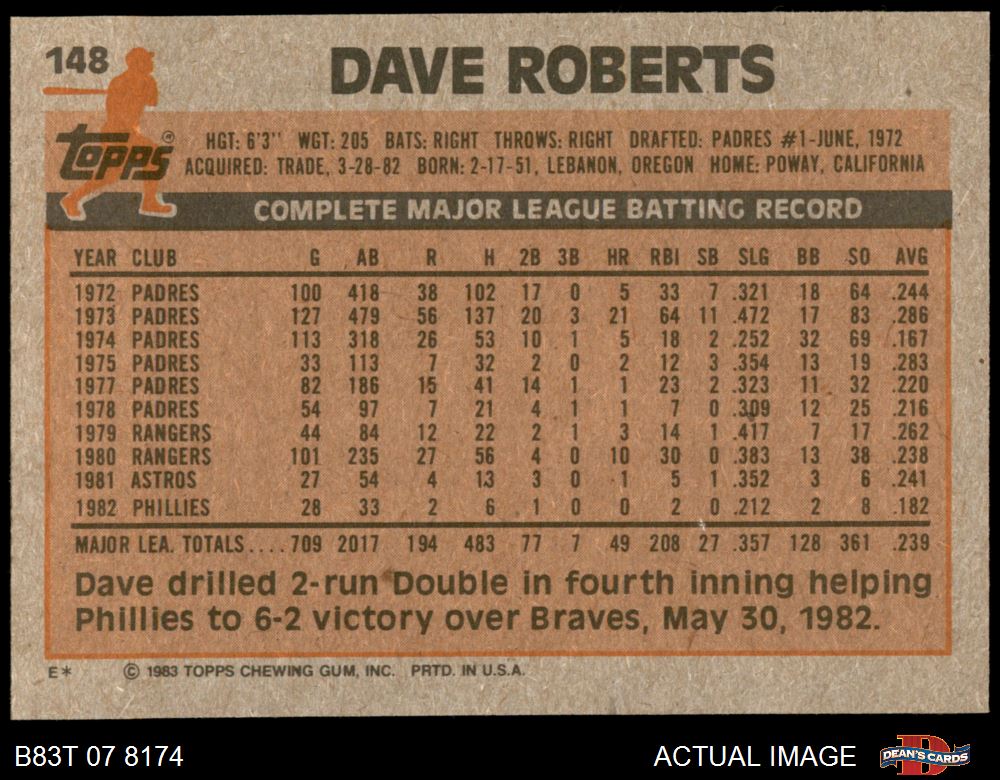 148
DAVE ROBERTS
topps®
HGT: 6'3" WGT: 205 BATS: RIGHT THROWS: RIGHT DRAFTED: PADRES #1-JUNE, 1972
ACQUIRED: TRADE, 3-28-82 BORN: 2-17-51, LEBANON, OREGON HOME: POWAY, CALIFORNIA
COMPLETE MAJOR LEAGUE BATTING RECORD
YEAR CLUB G AB R H 2B 3B HR RBI SB SLG BB SO AVG
1972 PADRES 100 418 38 102 17 0 5 33 7 .321 18 64 .244
1973 PADRES 127 479 56 137 20 3 21 64 11 .472 17 83 .286
1974 PADRES 113 318 26 53 10 1 5 18 2 .252 32 69 .167
1975 PADRES 33 113 7 32 2 0 2 12 3 .354 13 19 .283
1977 PADRES 82 186 15 41 14 1 1 23 2 .323 11 32 .220
1978 PADRES 54 97 7 21 4 1 1 7 0 .309 12 25 .216
1979 RANGERS 44 84 12 22 2 1 3 14 1 .417 7 17 .262
1980 RANGERS 101 235 27 56 4 0 10 30 0 .383 13 38 .238
1981 ASTROS 27 54 4 13 3 0 1 5 1 .352 3 6 .241
1982 PHILLIES 28 33 2 6 1 0 0 2 0 .212 2 8 .182
MAJOR LEA. TOTALS.... 709 2017 194 483 77 7 49 208 27 .357 128 361 .239
Dave drilled 2-run Double in fourth inning helping
Phillies to 6-2 victory over Braves, May 30, 1982.
E* © 1983 TOPPS CHEWING GUM, INC. PRTD. IN U.S.A.
B83T 07 8174 ACTUAL IMAGE DEAN'S CARDS